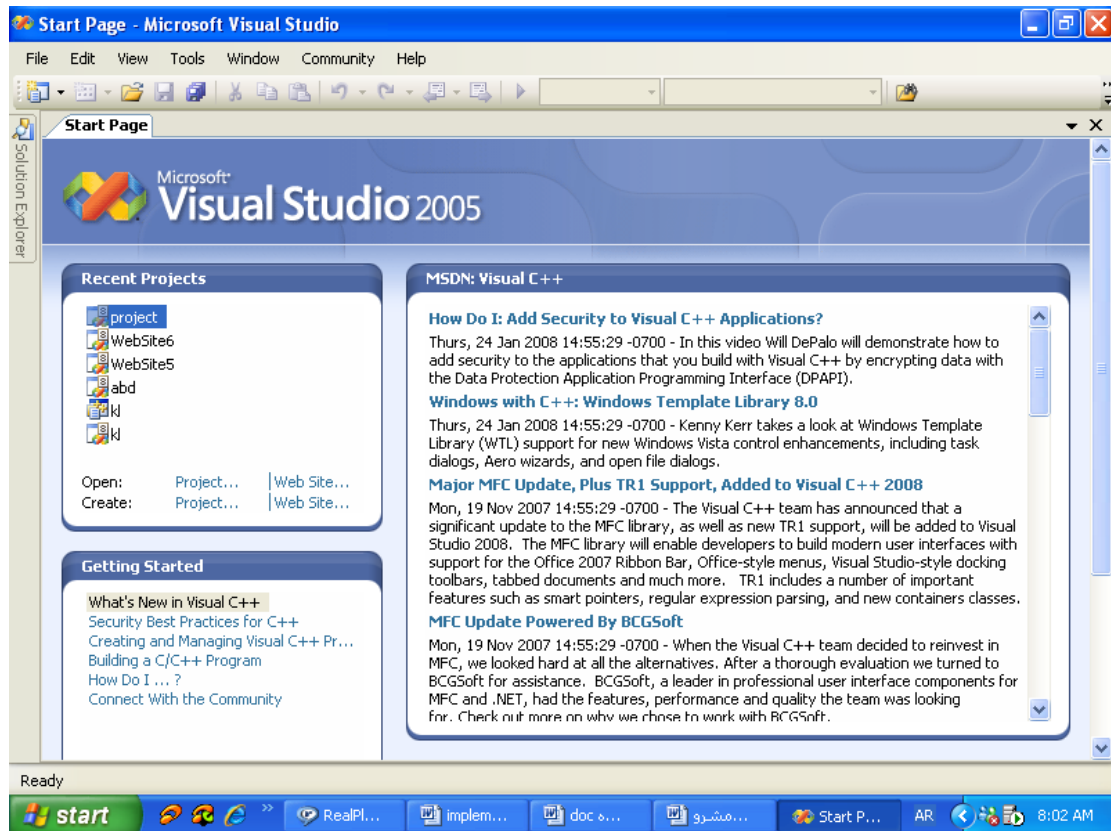 Start Page - Microsoft Visual Studio
File Edit View Tools Window Community Help
Solution Explorer
Start Page
Microsoft
Visual Studio 2005
Recent Projects
project
WebSite6
WebSite5
abd
kl
kl
Open: Project... Web Site...
Create: Project... Web Site...
Getting Started
What's New in Visual C++
Security Best Practices for C++
Creating and Managing Visual C++ Pr...
Building a C/C++ Program
How Do I ... ?
Connect With the Community
MSDN: Visual C++
How Do I: Add Security to Visual C++ Applications?
Thurs, 24 Jan 2008 14:55:29 -0700 - In this video Will DePalo will demonstrate how to
add security to the applications that you build with Visual C++ by encrypting data with
the Data Protection Application Programming Interface (DPAPI).
Windows with C++: Windows Template Library 8.0
Thurs, 24 Jan 2008 14:55:29 -0700 - Kenny Kerr takes a look at Windows Template
Library (WTL) support for new Windows Vista control enhancements, including task
dialogs, Aero wizards, and open file dialogs.
Major MFC Update, Plus TR1 Support, Added to Visual C++ 2008
Mon, 19 Nov 2007 14:55:29 -0700 - The Visual C++ team has announced that a
significant update to the MFC library, as well as new TR1 support, will be added to Visual
Studio 2008. The MFC library will enable developers to build modern user interfaces with
support for the Office 2007 Ribbon Bar, Office-style menus, Visual Studio-style docking
toolbars, tabbed documents and much more. TR1 includes a number of important
features such as smart pointers, regular expression parsing, and new containers classes.
MFC Update Powered By BCGSoft
Mon, 19 Nov 2007 14:55:29 -0700 - When the Visual C++ team decided to reinvest in
MFC, we looked hard at all the alternatives. After a thorough evaluation we turned to
BCGSoft for assistance. BCGSoft, a leader in professional user interface components for
MFC and .NET, had the features, performance and quality the team was looking
for. Check out more on why we chose to work with BCGSoft.
Ready
start RealPl... implem... doc ه... مشرو... Start P... AR 8:02 AM